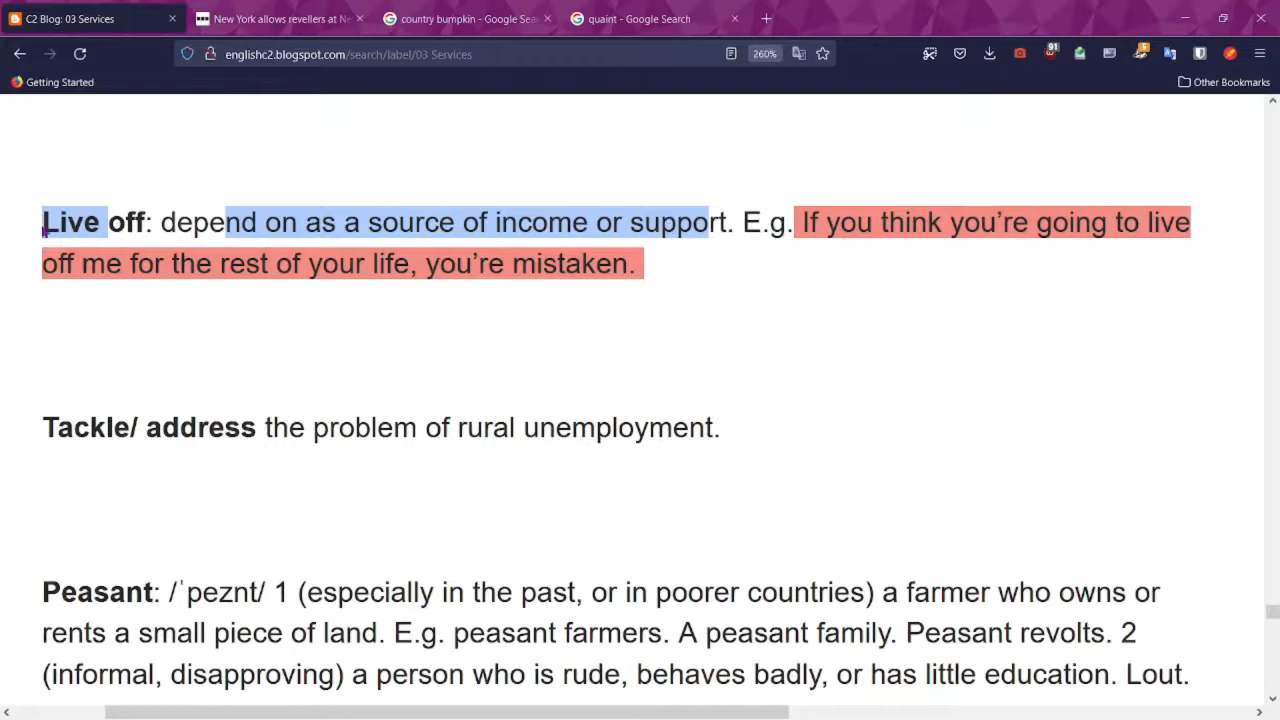 C2 Blog: 03 Services
New York allows revellers at Ne
country bumpkin - Google Sea
quaint - Google Search
englishc2.blogspot.com/search/label/03 Services
260%
91
5
Getting Started
Other Bookmarks
Live off: depend on as a source of income or support. E.g. If you think you’re going to live
off me for the rest of your life, you’re mistaken.
Tackle/ address the problem of rural unemployment.
Peasant: /ˈpeznt/ 1 (especially in the past, or in poorer countries) a farmer who owns or
rents a small piece of land. E.g. peasant farmers. A peasant family. Peasant revolts. 2
(informal, disapproving) a person who is rude, behaves badly, or has little education. Lout.